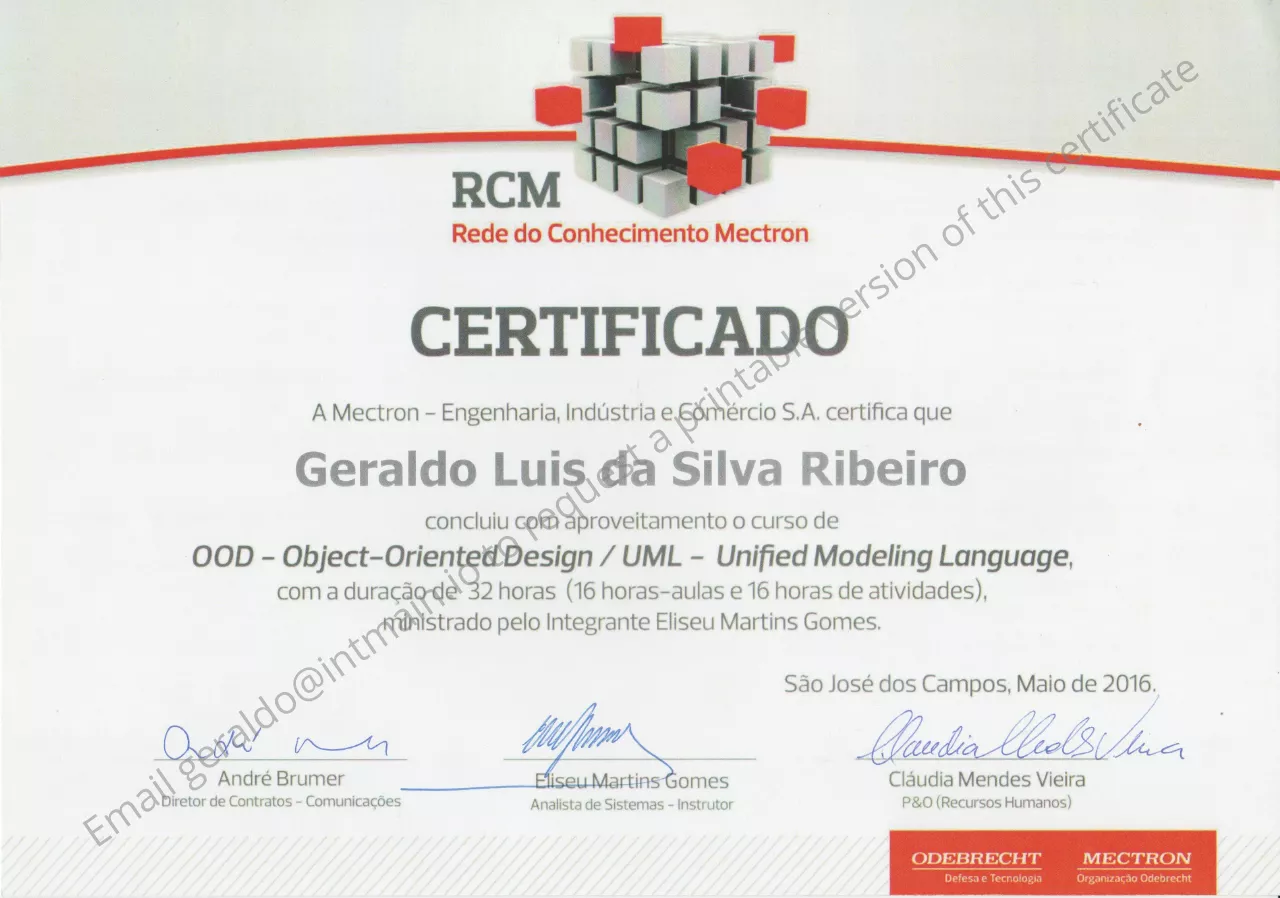 RCM
Rede do Conhecimento Mectron
CERTIFICADO
A Mectron – Engenharia, Indústria e Comércio S.A. certifica que
Geraldo Luis da Silva Ribeiro
concluiu com aproveitamento o curso de
OOD – Object-Oriented Design / UML – Unified Modeling Language,
com a duração de 32 horas (16 horas-aulas e 16 horas de atividades),
ministrado pelo Integrante Eliseu Martins Gomes.
São José dos Campos, Maio de 2016.
André Brumer
Diretor de Contratos – Comunicações
Eliseu Martins Gomes
Analista de Sistemas – Instrutor
Cláudia Mendes Vieira
P&O (Recursos Humanos)
ODEBRECHT
Defesa e Tecnologia
MECTRON
Organização Odebrecht
Email geraldo@intmain.io to request a printable version of this certificate